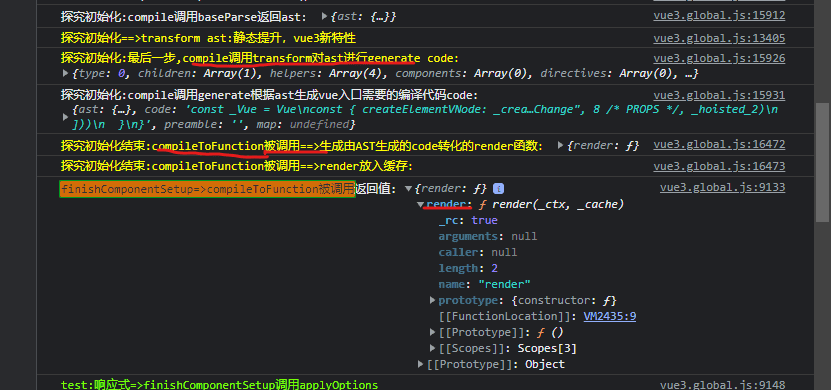 探究初始化:compile调用baseParse返回ast: ▶{ast: {…}} vue3.global.js:15912
探究初始化==>transform ast:静态提升, vue3新特性 vue3.global.js:13405
探究初始化:最后一步,compile调用transform对ast进行generate code: vue3.global.js:15926
▶{type: 0, children: Array(1), helpers: Array(4), components: Array(0), directives: Array(0), …}
探究初始化:compile调用generate根据ast生成vue入口需要的编译代码code: vue3.global.js:15931
{ast: {…}, code: 'const _Vue = Vue\nconst { createElementVNode: _crea…Change", 8 /* PROPS */, _hoisted_2)\n
▶
]))\n  }\n}', preamble: '', map: undefined}
探究初始化结束:compileToFunction被调用==>生成由AST生成的code转化的render函数: ▶{render: ƒ} vue3.global.js:16472
探究初始化结束:compileToFunction被调用==>render放入缓存: vue3.global.js:16473
finishComponentSetup=>compileToFunction被调用返回值: ▼{render: ƒ} i vue3.global.js:9133
▼render: ƒ render(_ctx, _cache)
_rc: true
arguments: null
caller: null
length: 2
name: "render"
▶prototype: {constructor: ƒ}
[[FunctionLocation]]: VM2435:9
▶[[Prototype]]: ƒ ()
▶[[Scopes]]: Scopes[3]
▶[[Prototype]]: Object
test:响应式=>finishComponentSetup调用applyOptions vue3.global.js:9148